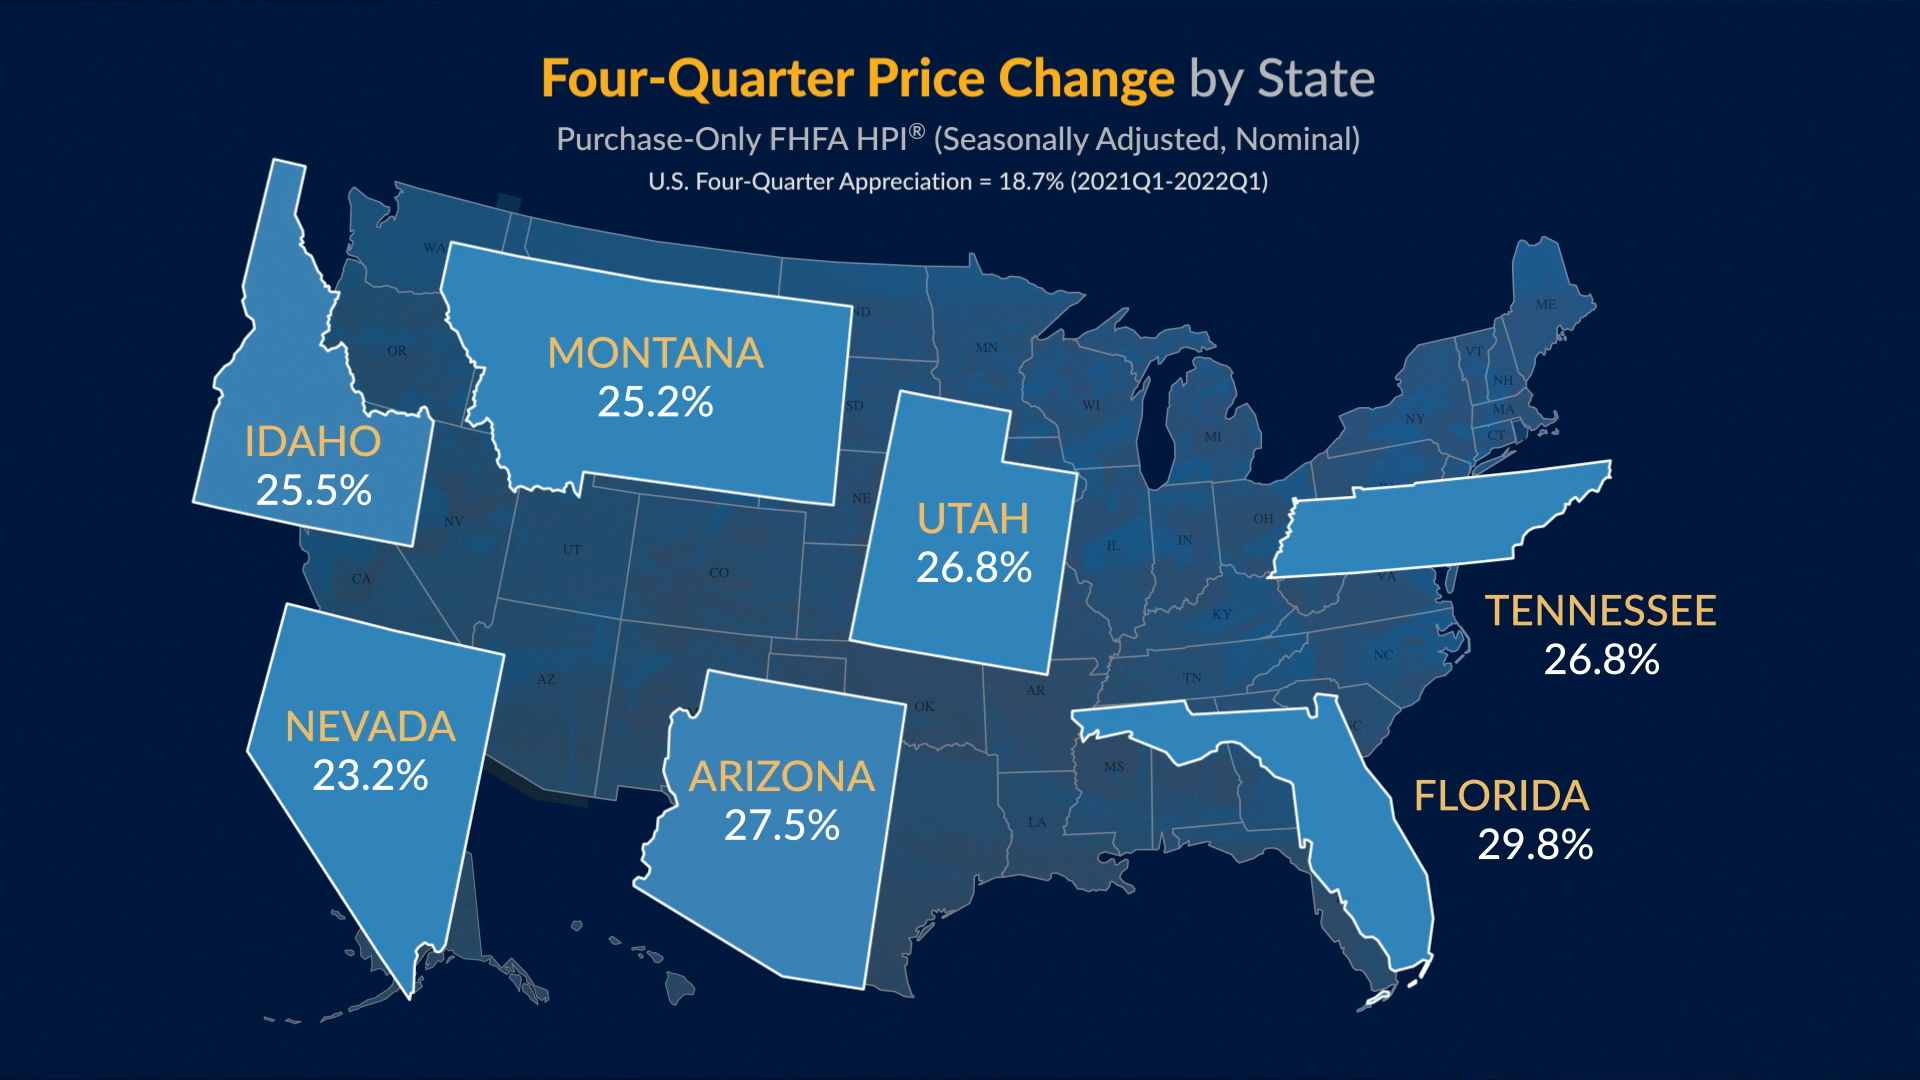 Four-Quarter Price Change by State
Purchase-Only FHFA HPI® (Seasonally Adjusted, Nominal)
U.S. Four-Quarter Appreciation = 18.7% (2021Q1-2022Q1)
WA
OR
ND
MN
SD
WI
MI
ME
VT
NH
NY
MA
CT
MONTANA
25.2%
IDAHO
25.5%
NV
NE
UTAH
26.8%
OH
UT
CO
CA
IL
IN
VA
KY
TENNESSEE
26.8%
NC
TN
AZ
AR
OK
NEVADA
23.2%
ARIZONA
27.5%
MS
LA
FLORIDA
29.8%